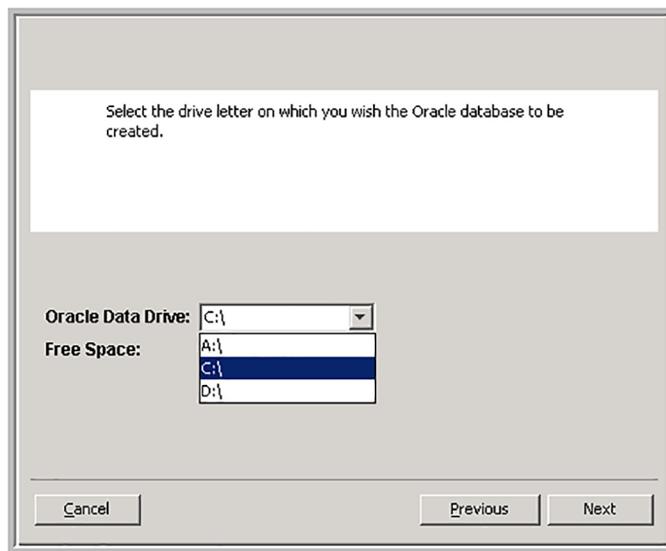 Select the drive letter on which you wish the Oracle database to be
created.
Oracle Data Drive: C:\
Free Space:
A:\
C:\
D:\
Cancel
Previous
Next